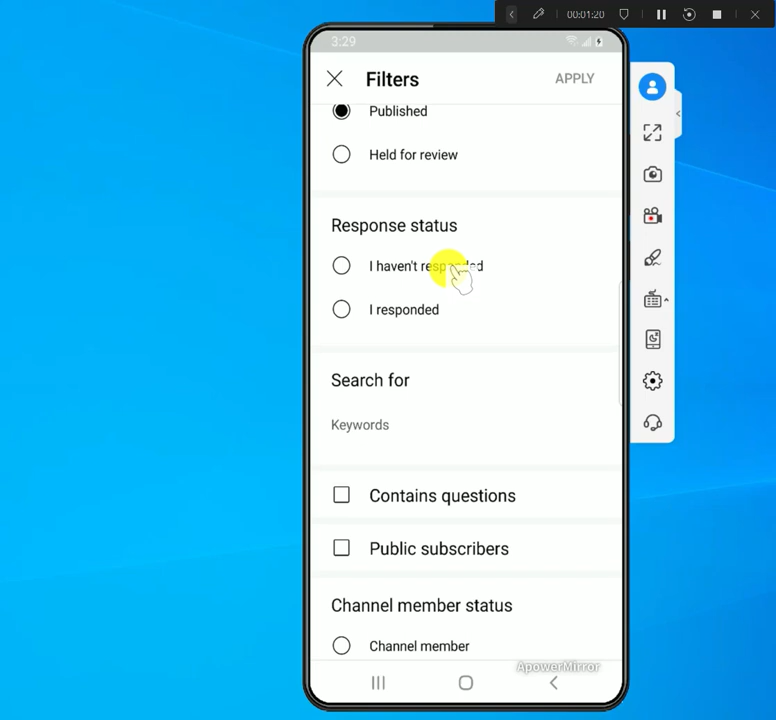 00:01:20
3:29
Filters
APPLY
Published
Held for review
Response status
I haven't responded
I responded
Search for
Keywords
Contains questions
Public subscribers
Channel member status
Channel member
ApowerMirror